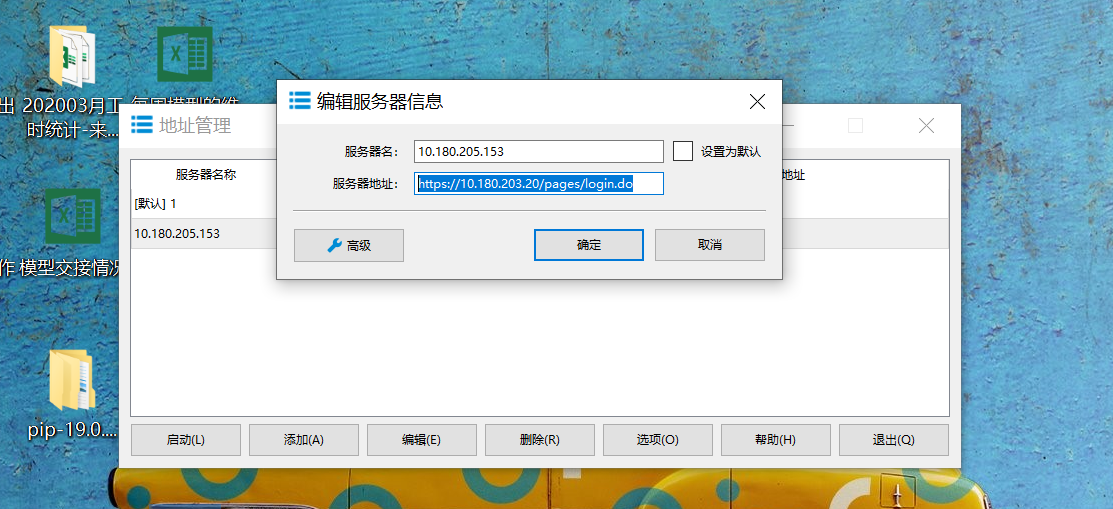 编辑服务器信息
出 202003月工
时统计-来...
地址管理
服务器名: 10.180.205.153 设置为默认
服务器名称
地址
服务器地址: https://10.180.203.20/pages/login.do
[默认] 1
10.180.205.153
高级 确定 取消
作 模型交接情况
pip-19.0....
启动(L) 添加(A) 编辑(E) 删除(R) 选项(O) 帮助(H) 退出(Q)